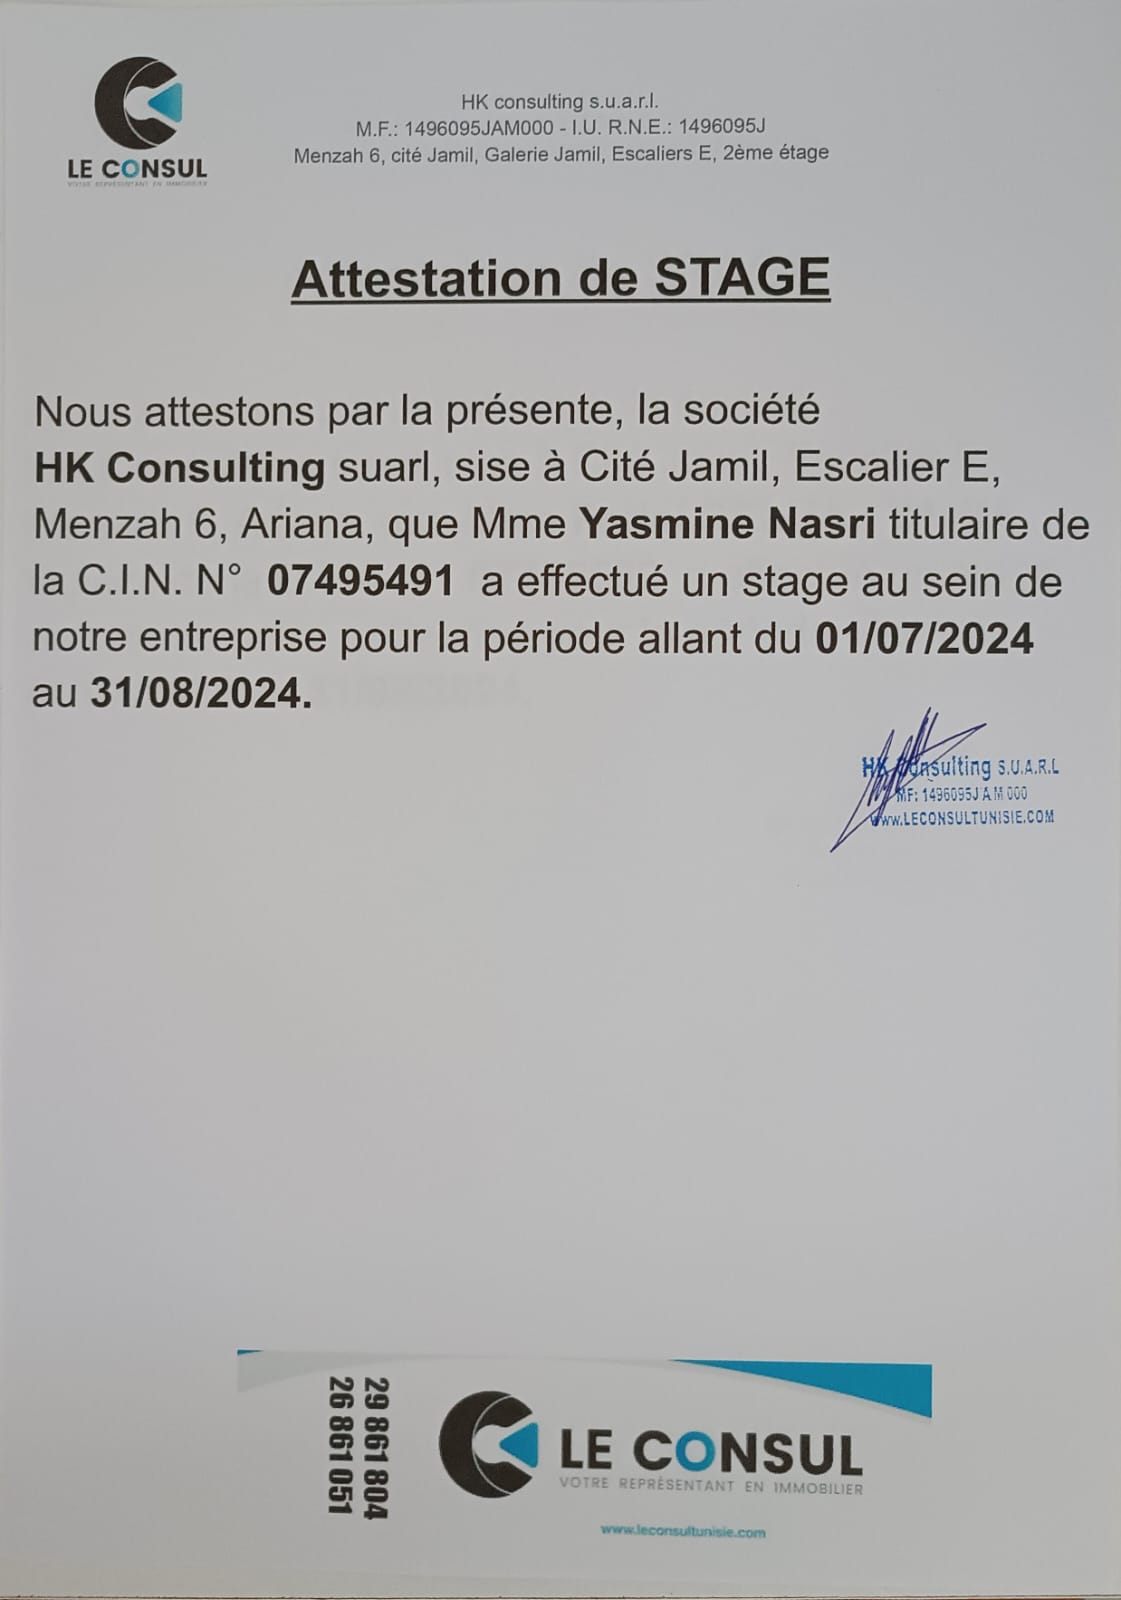 LE CONSUL
VOTRE REPRÉSENTANT EN IMMOBILIER
HK consulting s.u.a.r.l.
M.F.: 1496095JAM000 - I.U. R.N.E.: 1496095J
Menzah 6, cité Jamil, Galerie Jamil, Escaliers E, 2ème étage
Attestation de STAGE
Nous attestons par la présente, la société
HK Consulting suarl, sise à Cité Jamil, Escalier E,
Menzah 6, Ariana, que Mme Yasmine Nasri titulaire de
la C.I.N. N° 07495491 a effectué un stage au sein de
notre entreprise pour la période allant du 01/07/2024
au 31/08/2024.
HK Consulting S.U.A.R.L
MF: 1496095J A M 000
www.LECONSULTUNISIE.COM
29 861 804
26 861 051
LE CONSUL
VOTRE REPRÉSENTANT EN IMMOBILIER
www.leconsultunisie.com